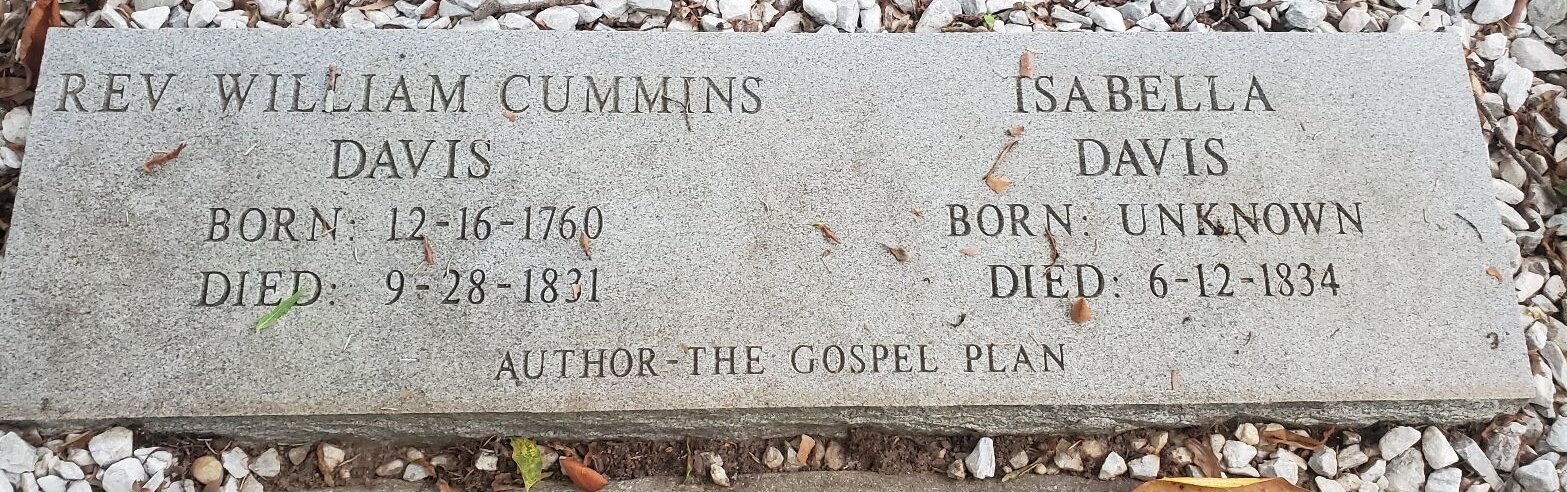 REV. WILLIAM CUMMINS
DAVIS
BORN: 12-16-1760
DIED: 9-28-1831
ISABELLA
DAVIS
BORN: UNKNOWN
DIED: 6-12-1834
AUTHOR-THE GOSPEL PLAN